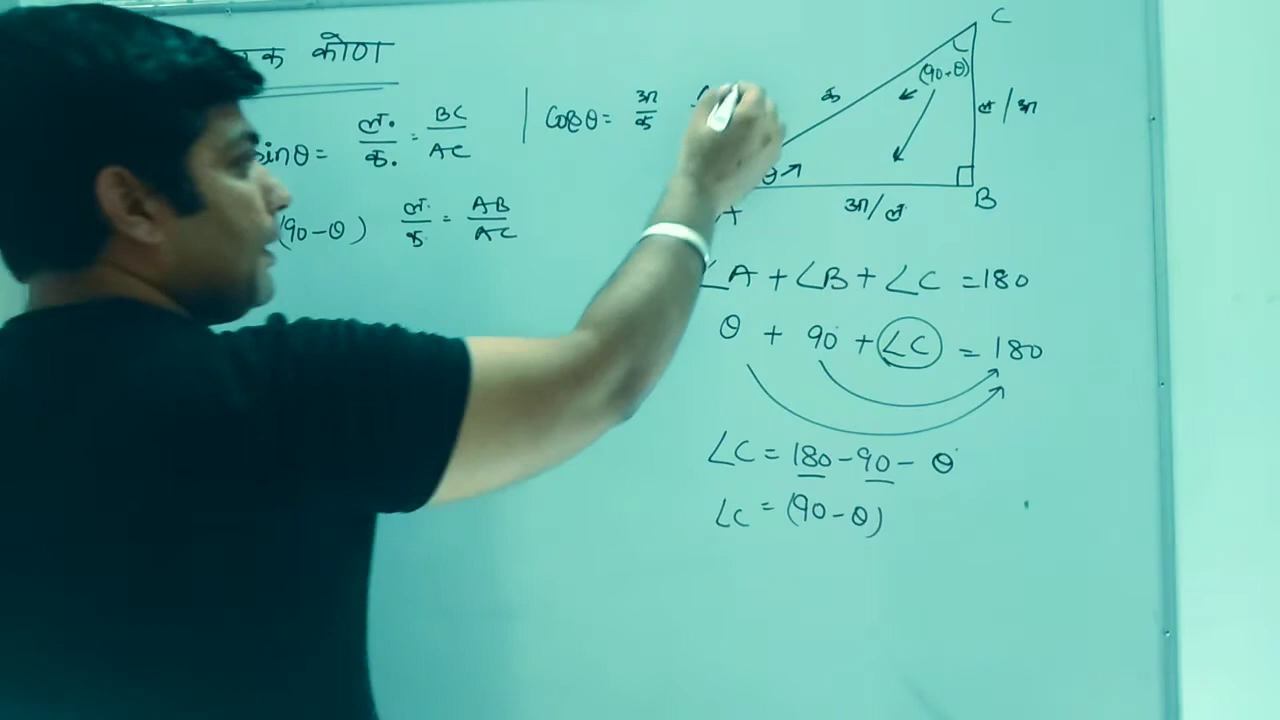 क कोण
sinθ = ल./क. = BC/AC
cosθ = आ/क
(90-θ) ल./क. = AB/AC
C
(90-θ)
क
ल/आ
θ
B
आ/ल
∠A + ∠B + ∠C = 180
θ + 90 + ∠C = 180
∠C = 180 - 90 - θ
∠C = (90 - θ)